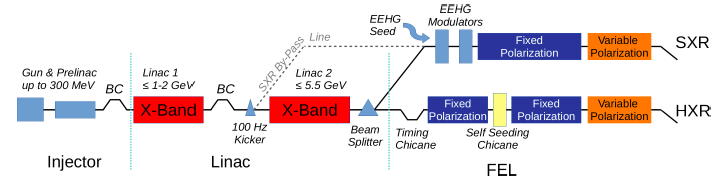 EEHG
Seed
EEHG
Modulators
SXR By-Pass
Line
Fixed
Polarization
Variable
Polarization
SXR
Gun & Prelinac
up to 300 MeV
BC
Linac 1
≤ 1-2 GeV
BC
Linac 2
≤ 5.5 GeV
X-Band
X-Band
100 Hz
Kicker
Beam
Splitter
Timing
Chicane
Fixed
Polarization
Self Seeding
Chicane
Fixed
Polarization
Variable
Polarization
HXR
Injector
Linac
FEL